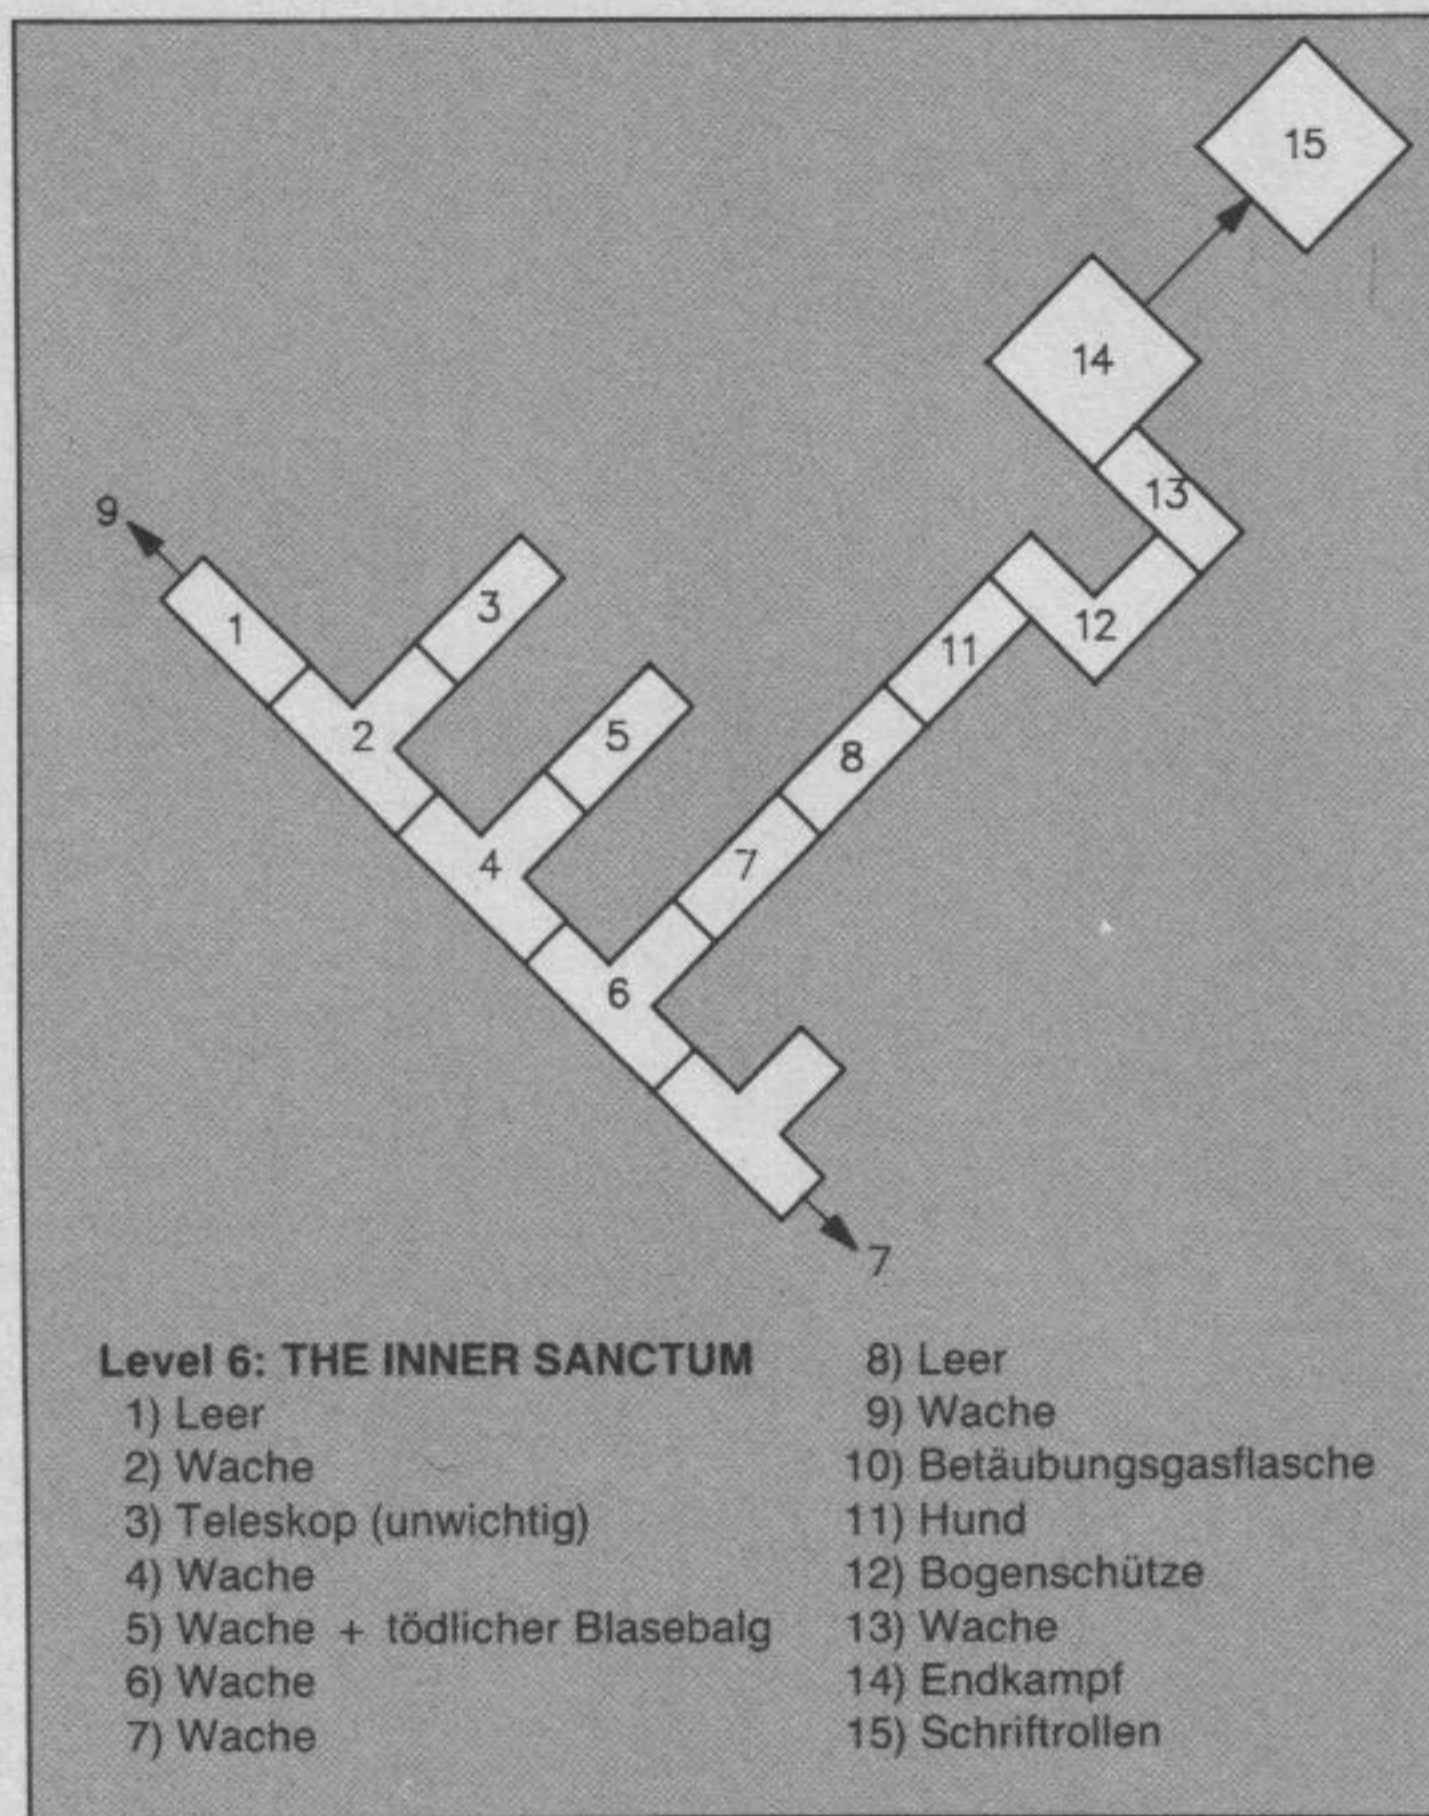 15
14
13
9
3
12
1
11
5
2
8
4
7
6
7
Level 6: THE INNER SANCTUM
1) Leer
2) Wache
3) Teleskop (unwichtig)
4) Wache
5) Wache + tödlicher Blasebalg
6) Wache
7) Wache
8) Leer
9) Wache
10) Betäubungsgasflasche
11) Hund
12) Bogenschütze
13) Wache
14) Endkampf
15) Schriftrollen